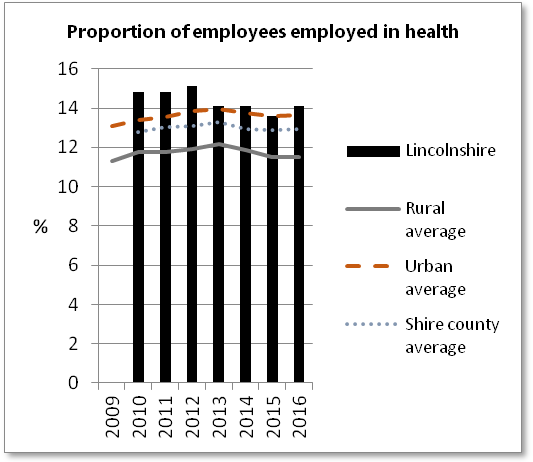 Proportion of employees employed in health
16
14
12
10
8
6
4
2
0
%
2009
2010
2011
2012
2013
2014
2015
2016
Lincolnshire
Rural
average
Urban
average
Shire county
average